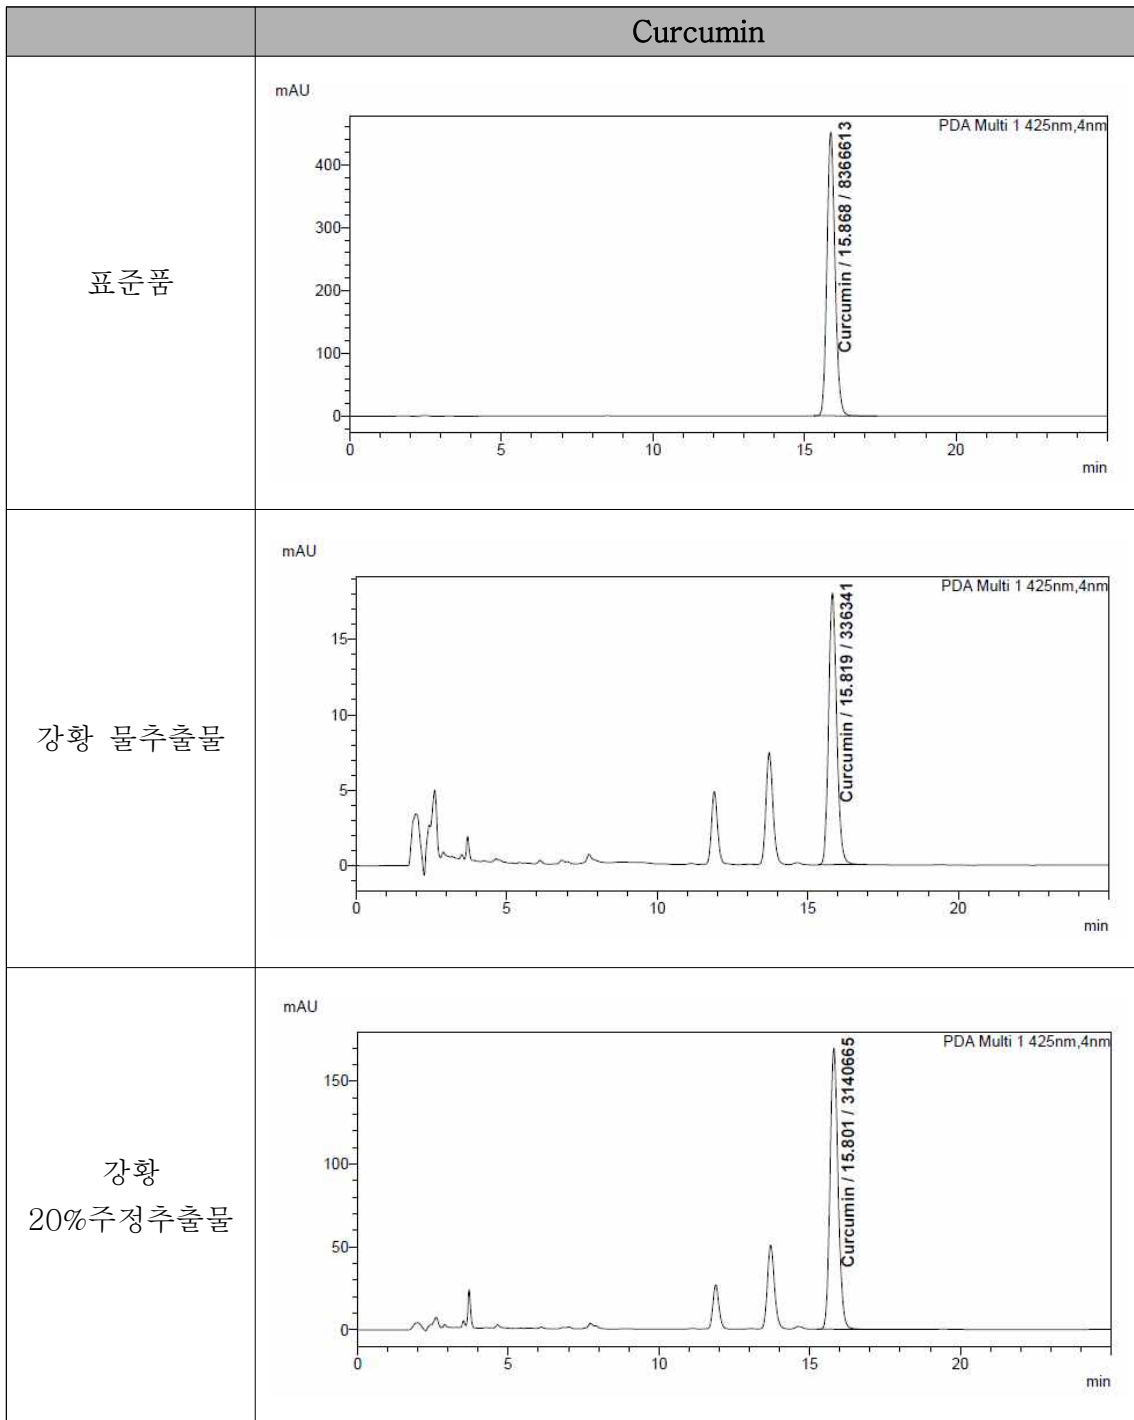 Curcumin
표준품
mAU
PDA Multi 1 425nm,4nm
Curcumin / 15.868 / 8366613
400
300
200
100
0
0 5 10 15 20
min
강황 물추출물
mAU
PDA Multi 1 425nm,4nm
Curcumin / 15.819 / 336341
15
10
5
0
0 5 10 15 20
min
강황
20%주정추출물
mAU
PDA Multi 1 425nm,4nm
Curcumin / 15.801 / 3140665
150
100
50
0
0 5 10 15 20
min